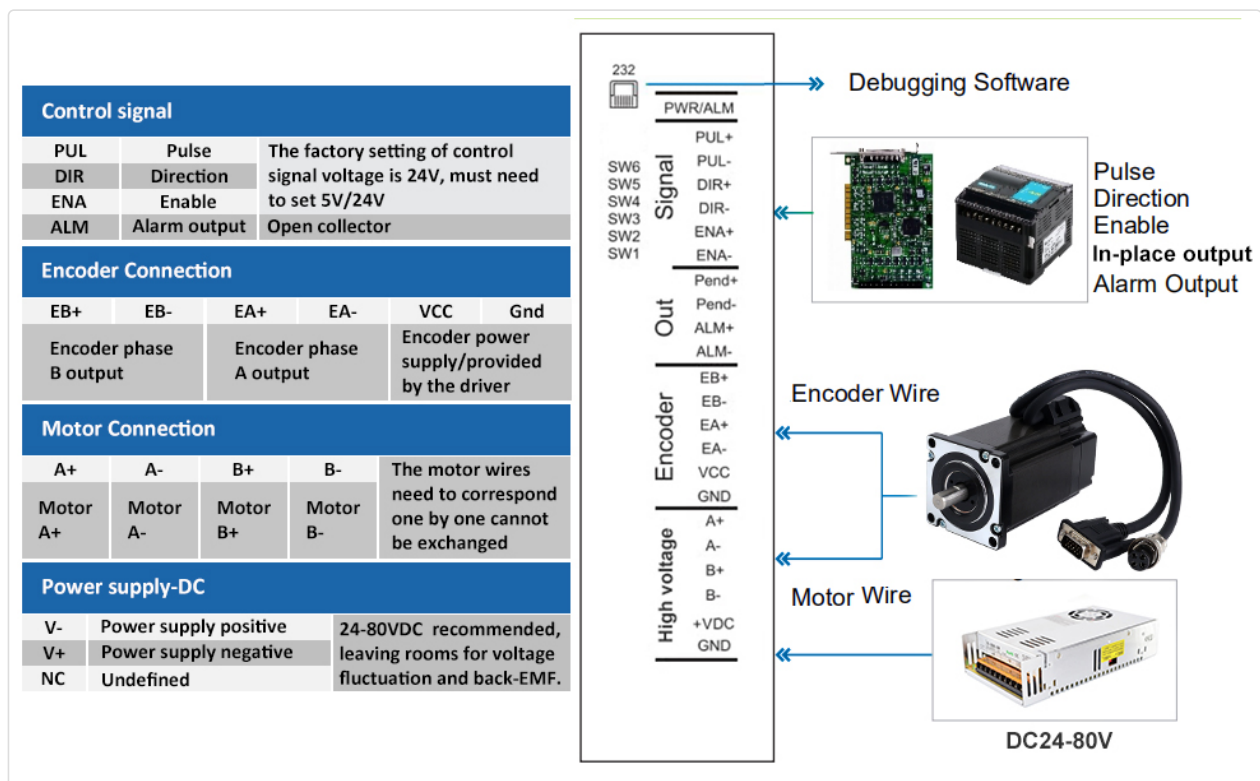 Control signal
PUL Pulse The factory setting of control
DIR Direction signal voltage is 24V, must need
ENA Enable to set 5V/24V
ALM Alarm output Open collector
Encoder Connection
EB+ EB- EA+ EA- VCC Gnd
Encoder phase Encoder phase Encoder power
B output A output supply/provided
by the driver
Motor Connection
A+ A- B+ B- The motor wires
Motor Motor Motor Motor need to correspond
A+ A- B+ B- one by one cannot
be exchanged
Power supply-DC
V- Power supply positive 24-80VDC recommended,
V+ Power supply negative leaving rooms for voltage
NC Undefined fluctuation and back-EMF.
232
PWR/ALM
Signal
PUL+
PUL-
DIR+
DIR-
ENA+
ENA-
SW6
SW5
SW4
SW3
SW2
SW1
Out
Pend+
Pend-
ALM+
ALM-
Encoder
EB+
EB-
EA+
EA-
VCC
GND
High voltage
A+
A-
B+
B-
+VDC
GND
Debugging Software
Pulse
Direction
Enable
In-place output
Alarm Output
Encoder Wire
Motor Wire
DC24-80V